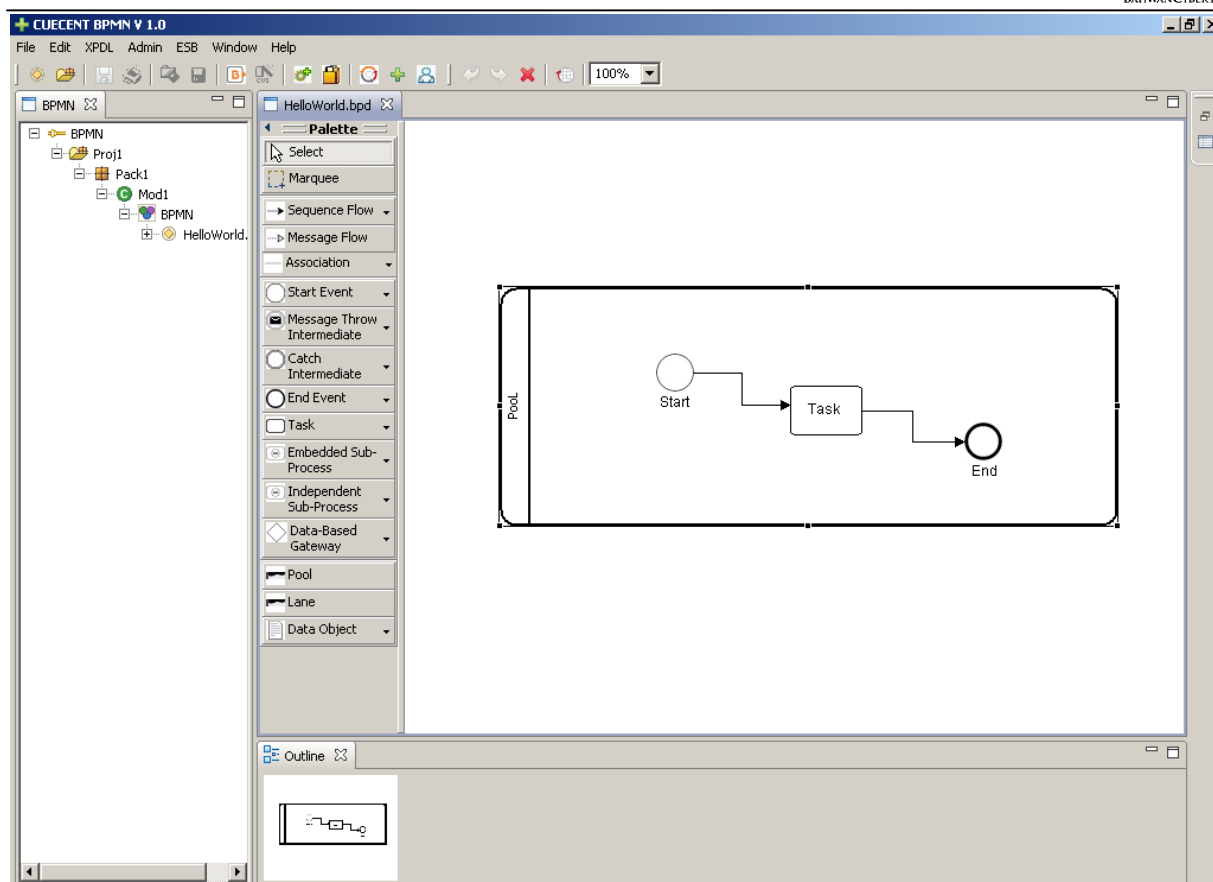 CUECENT BPMN V 1.0
File Edit XPDL Admin ESB Window Help
100%
BPMN
HelloWorld.bpd
BPMN
Proj1
Pack1
Mod1
BPMN
HelloWorld.
Palette
Select
Marquee
Sequence Flow
Message Flow
Association
Start Event
Message Throw
Intermediate
Catch
Intermediate
End Event
Task
Embedded Sub-
Process
Independent
Sub-Process
Data-Based
Gateway
Pool
Lane
Data Object
PooL
Start
Task
End
Outline